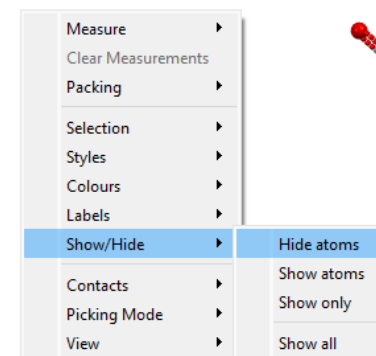 Measure
Clear Measurements
Packing
Selection
Styles
Colours
Labels
Show/Hide
Hide atoms
Contacts
Show atoms
Picking Mode
Show only
View
Show all